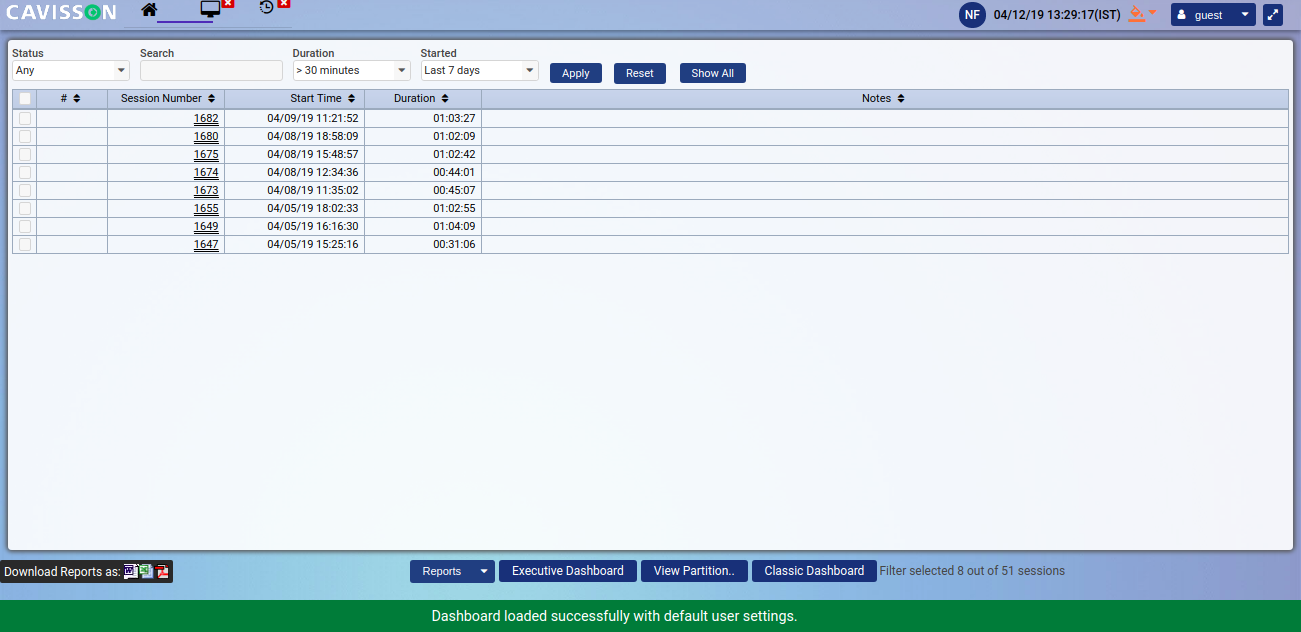 CAVISSON
NF 04/12/19 13:29:17(IST) guest
Status Search Duration Started
Any > 30 minutes Last 7 days Apply Reset Show All
# Session Number Start Time Duration Notes
1682 04/09/19 11:21:52 01:03:27
1680 04/08/19 18:58:09 01:02:09
1675 04/08/19 15:48:57 01:02:42
1674 04/08/19 12:34:36 00:44:01
1673 04/08/19 11:35:02 00:45:07
1655 04/05/19 18:02:33 01:02:55
1649 04/05/19 16:16:30 01:04:09
1647 04/05/19 15:25:16 00:31:06
Download Reports as: Reports Executive Dashboard View Partition.. Classic Dashboard Filter selected 8 out of 51 sessions
Dashboard loaded successfully with default user settings.